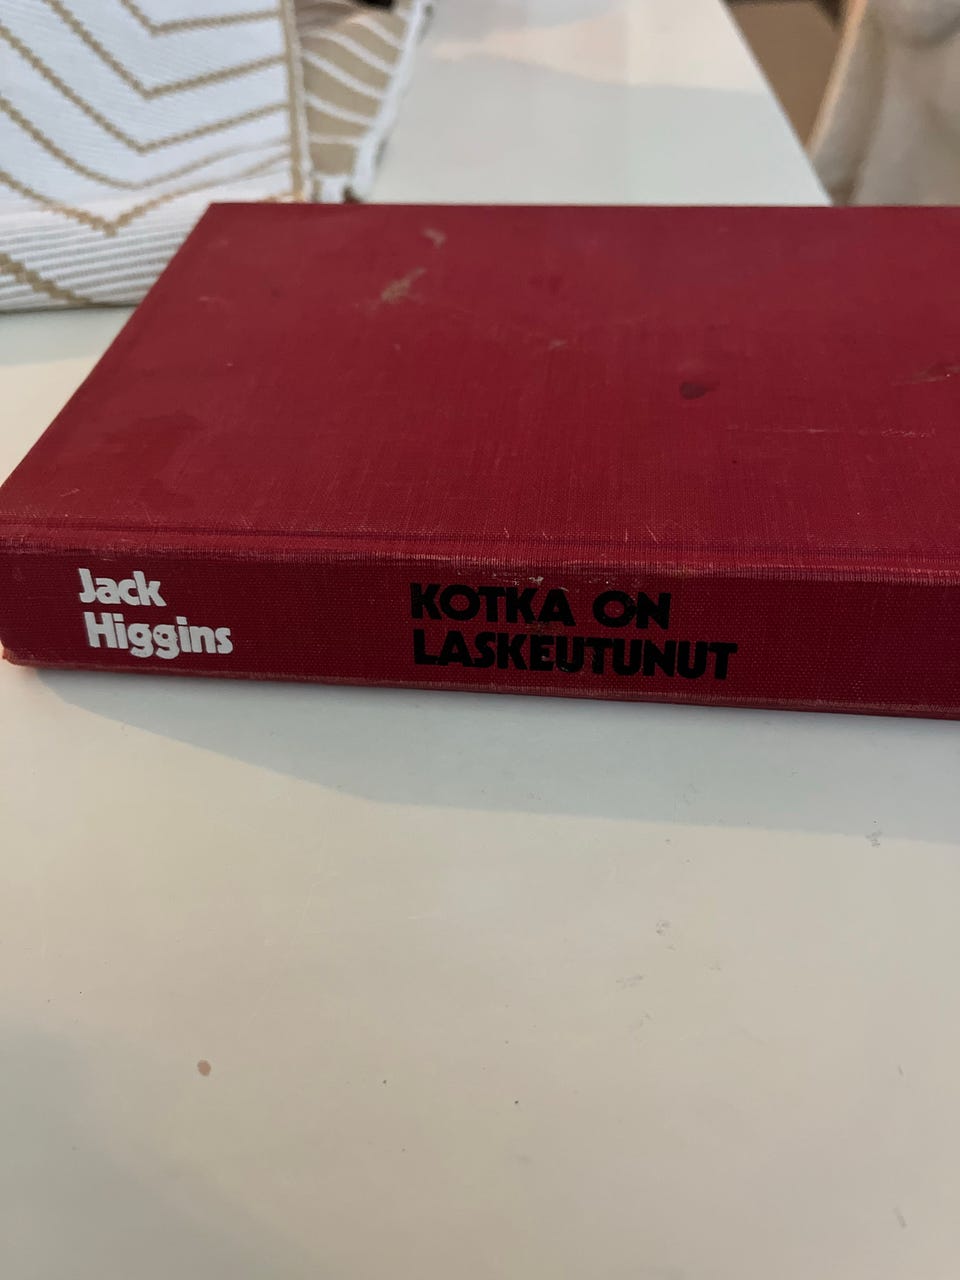 Jack
Higgins
KOTKA ON
LASKEUTUNUT